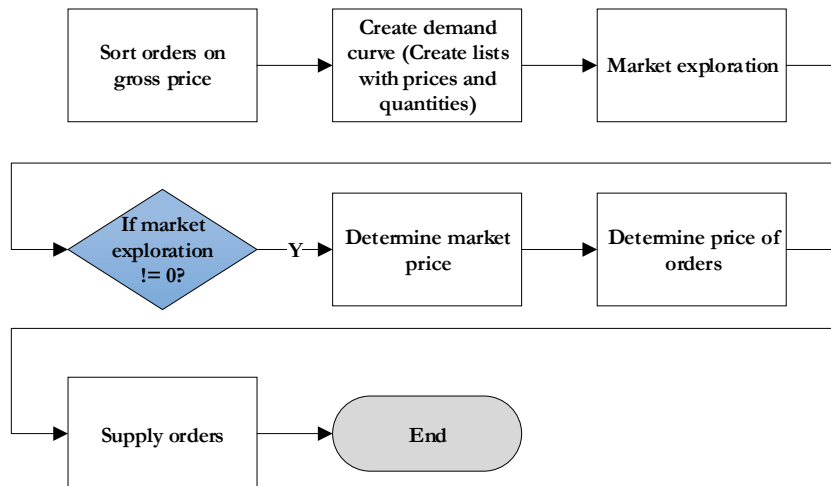 Sort orders on
gross price
Create demand
curve (Create lists
with prices and
quantities)
Market exploration
If market
exploration
!= 0?
Y
Determine market
price
Determine price of
orders
Supply orders
End